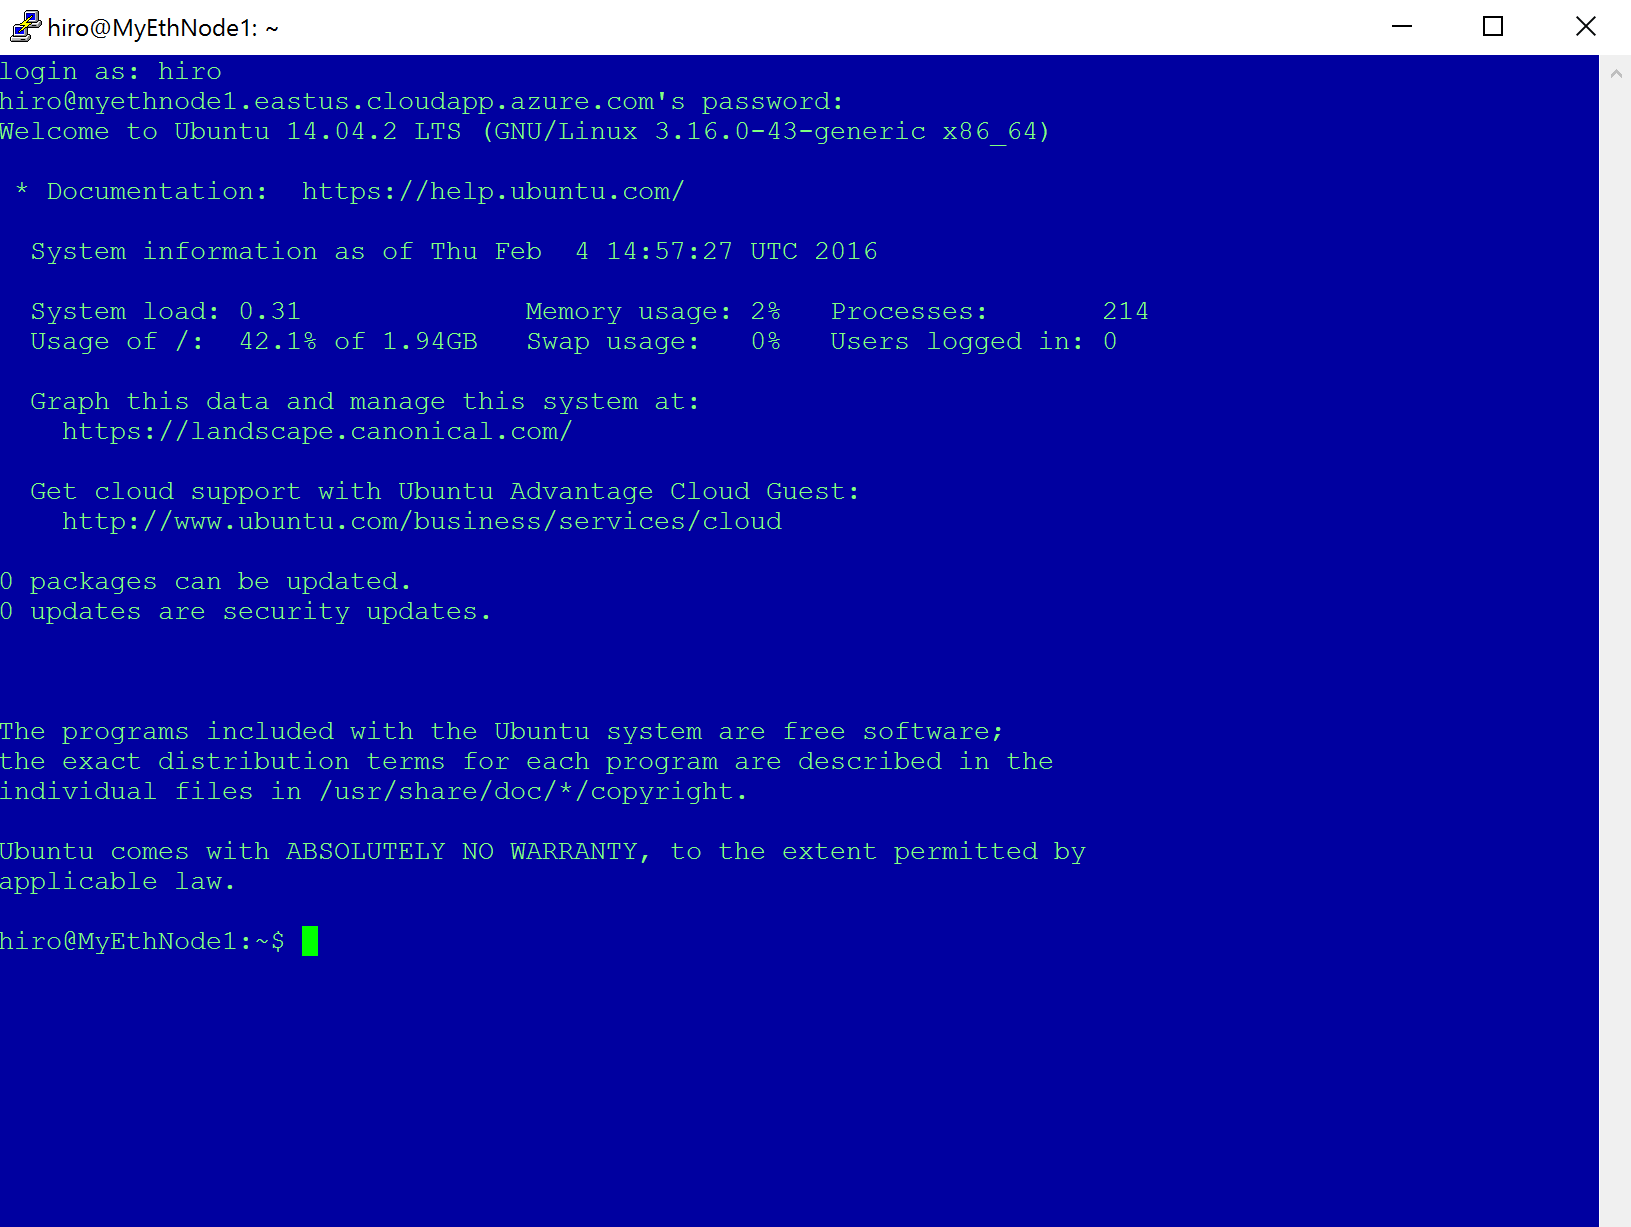 hiro@MyEthNode1: ~
login as: hiro
hiro@myethnode1.eastus.cloudapp.azure.com's password:
Welcome to Ubuntu 14.04.2 LTS (GNU/Linux 3.16.0-43-generic x86_64)
* Documentation:  https://help.ubuntu.com/
System information as of Thu Feb  4 14:57:27 UTC 2016
System load: 0.31              Memory usage: 2%   Processes:       214
Usage of /:  42.1% of 1.94GB   Swap usage:   0%   Users logged in: 0
Graph this data and manage this system at:
https://landscape.canonical.com/
Get cloud support with Ubuntu Advantage Cloud Guest:
http://www.ubuntu.com/business/services/cloud
0 packages can be updated.
0 updates are security updates.
The programs included with the Ubuntu system are free software;
the exact distribution terms for each program are described in the
individual files in /usr/share/doc/*/copyright.
Ubuntu comes with ABSOLUTELY NO WARRANTY, to the extent permitted by
applicable law.
hiro@MyEthNode1:~$